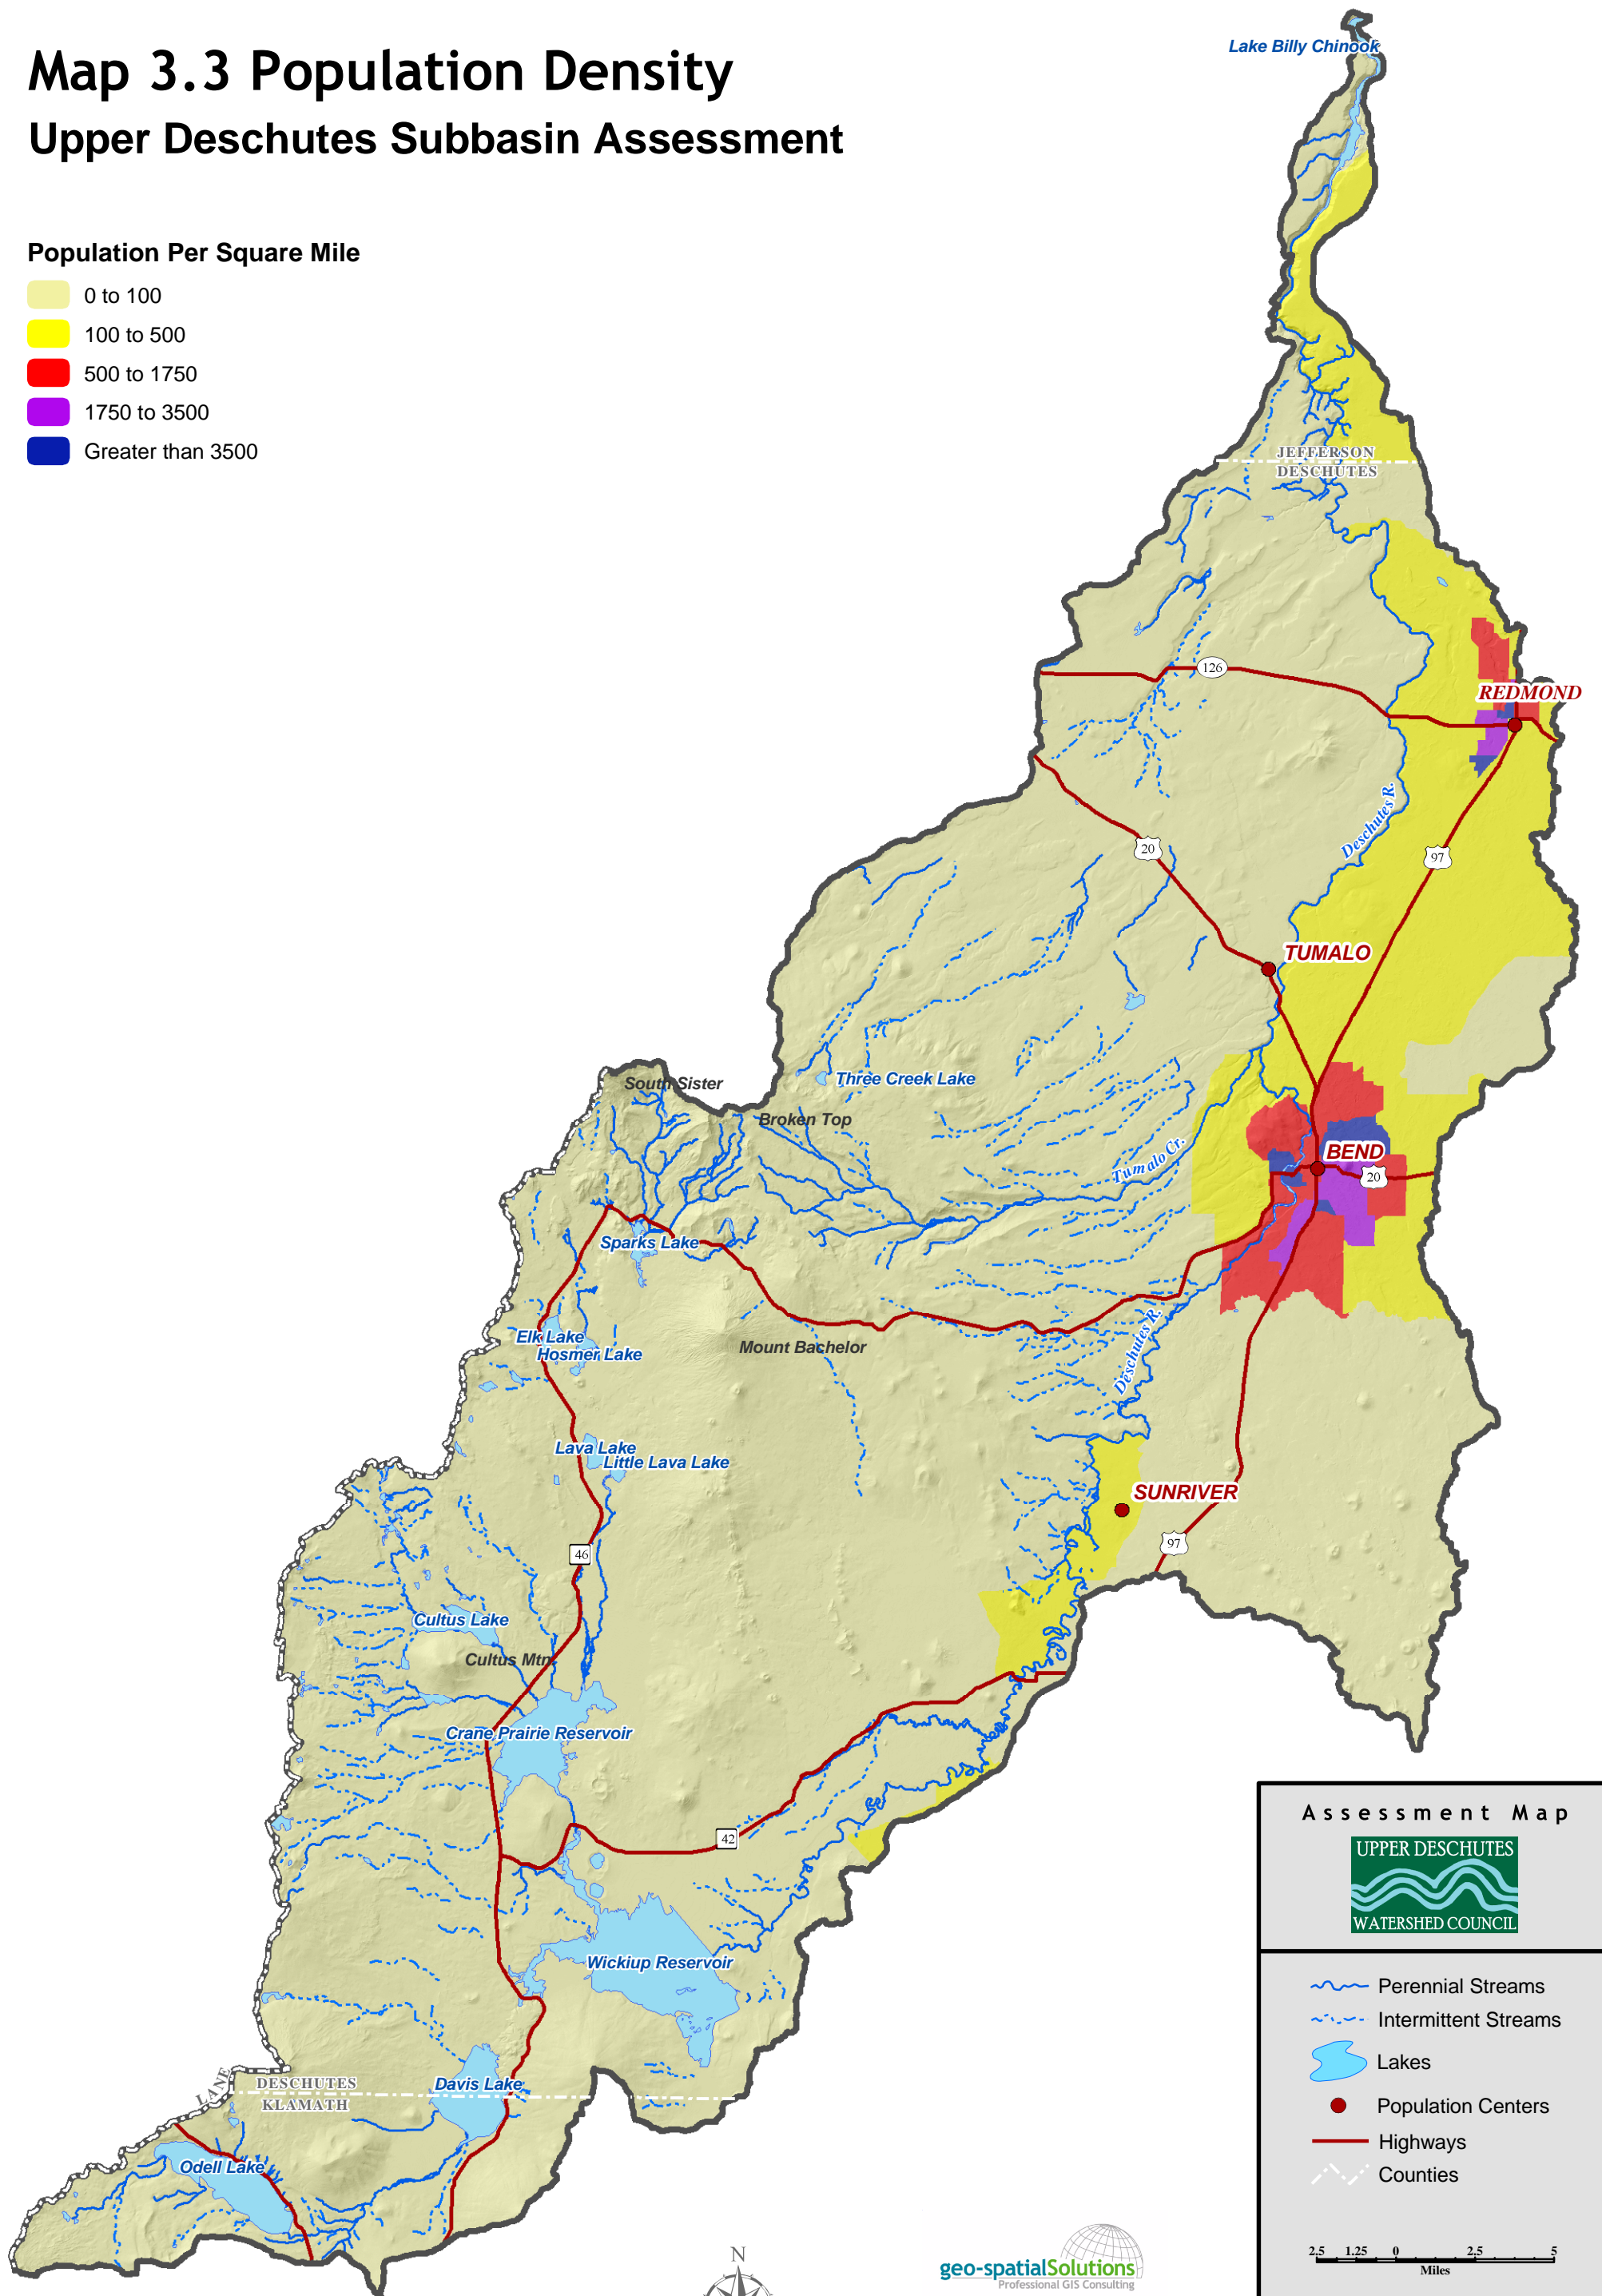 Map 3.3 Population Density
Upper Deschutes Subbasin Assessment
Population Per Square Mile
0 to 100
100 to 500
500 to 1750
1750 to 3500
Greater than 3500
Lake Billy Chinook
JEFFERSON
DESCHUTES
126
REDMOND
Deschutes R.
20
97
TUMALO
Three Creek Lake
South Sister
Broken Top
Tumalo Cr.
BEND
20
Sparks Lake
Elk Lake
Hosmer Lake
Mount Bachelor
Deschutes R.
Lava Lake
Little Lava Lake
SUNRIVER
97
46
Cultus Lake
Cultus Mtn.
Crane Prairie Reservoir
42
Wickiup Reservoir
LANE
DESCHUTES
KLAMATH
Davis Lake
Odell Lake
Assessment Map
UPPER DESCHUTES
WATERSHED COUNCIL
Perennial Streams
Intermittent Streams
Lakes
Population Centers
Highways
Counties
2.5 1.25 0 2.5 5
Miles
N
geo-spatialSolutions
Professional GIS Consulting